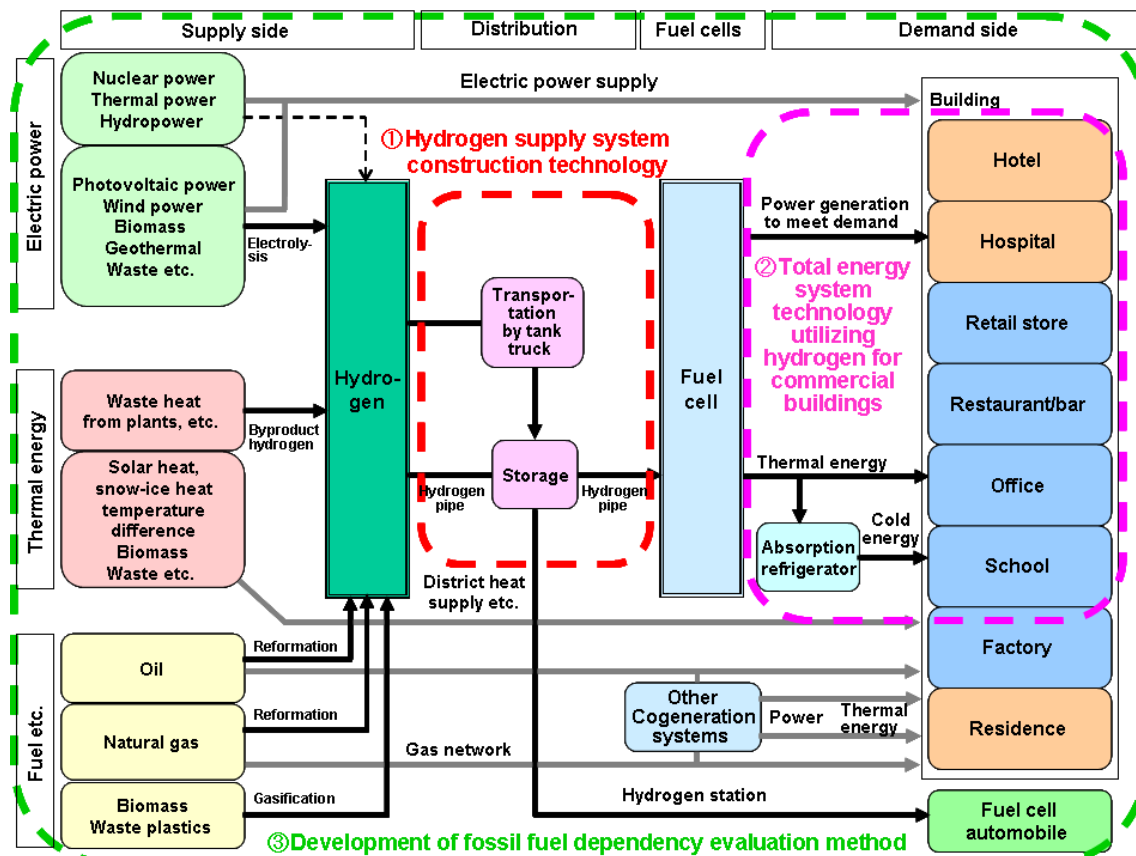 Supply side
Distribution
Fuel cells
Demand side
Electric power
Nuclear power
Thermal power
Hydropower
Electric power supply
Building
①Hydrogen supply system
construction technology
Photovoltaic power
Wind power
Biomass
Geothermal
Waste etc.
Electroly-
sis
Hydro-
gen
Transpor-
tation
by tank
truck
Storage
Hydrogen
pipe
Hydrogen
pipe
Fuel
cell
Power generation
to meet demand
②Total energy
system
technology
utilizing
hydrogen for
commercial
buildings
Thermal energy
Absorption
refrigerator
Cold
energy
Hotel
Hospital
Retail store
Restaurant/bar
Office
School
Factory
Residence
Thermal energy
Waste heat
from plants, etc.
Byproduct
hydrogen
Solar heat,
snow-ice heat
temperature
difference
Biomass
Waste etc.
District heat
supply etc.
Fuel etc.
Oil
Reformation
Natural gas
Reformation
Gas network
Other
Cogeneration
systems
Power
Thermal
energy
Biomass
Waste plastics
Gasification
Hydrogen station
Fuel cell
automobile
③Development of fossil fuel dependency evaluation method